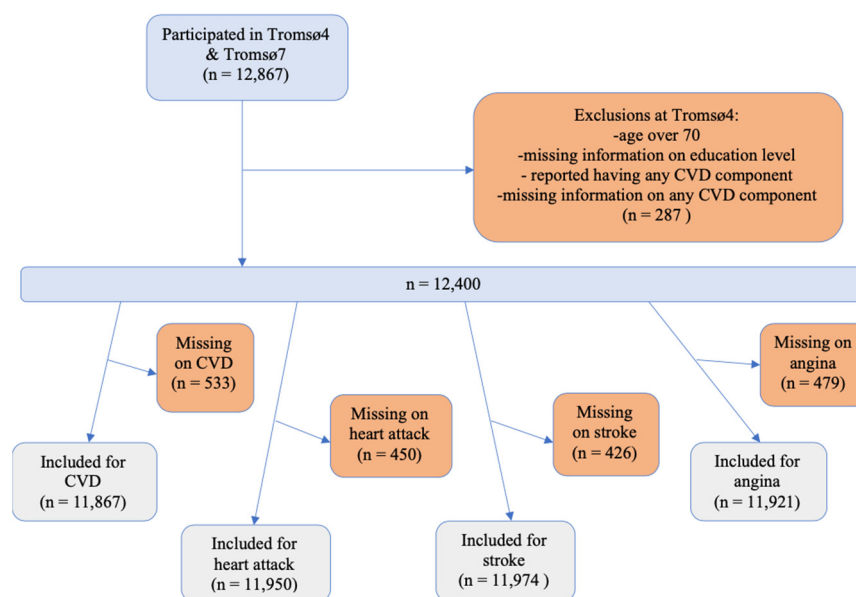 Participated in Tromsø4
& Tromsø7
(n = 12,867)
Exclusions at Tromsø4:
-age over 70
-missing information on education level
- reported having any CVD component
-missing information on any CVD component
(n = 287 )
n = 12,400
Missing
on CVD
(n = 533)
Missing on
heart attack
(n = 450)
Missing
on stroke
(n = 426)
Missing on
angina
(n = 479)
Included for
CVD
(n = 11,867)
Included for
heart attack
(n = 11,950)
Included for
stroke
(n = 11,974 )
Included for
angina
(n = 11,921)